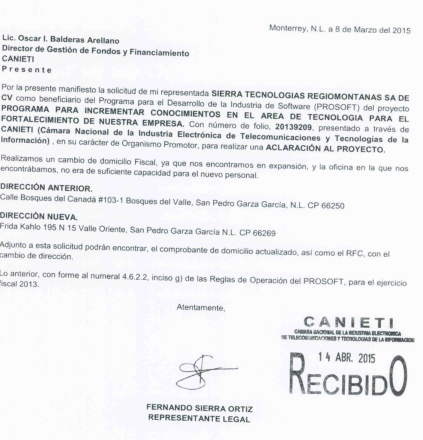 Monterrey, N.L. a 8 de Marzo del 2015
Lic. Oscar I. Balderas Arellano
Director de Gestión de Fondos y Financiamiento
CANIETI
P r e s e n t e
Por la presente manifiesto la solicitud de mi representada SIERRA TECNOLOGIAS REGIOMONTANAS SA DE
CV como beneficiario del Programa para el Desarrollo de la Industria de Software (PROSOFT) del proyecto
PROGRAMA PARA INCREMENTAR CONOCIMIENTOS EN EL AREA DE TECNOLOGIA PARA EL
FORTALECIMIENTO DE NUESTRA EMPRESA. Con número de folio, 20139209, presentado a través de
CANIETI (Cámara Nacional de la Industria Electrónica de Telecomunicaciones y Tecnologías de la
Información) , en su carácter de Organismo Promotor, para realizar una ACLARACIÓN AL PROYECTO.
Realizamos un cambio de domicilio Fiscal, ya que nos encontramos en expansión, y la oficina en la que nos
encontrábamos, no era de suficiente capacidad para el nuevo personal.
DIRECCIÓN ANTERIOR.
Calle Bosques del Canadá #103-1 Bosques del Valle, San Pedro Garza García, N.L. CP 66250
DIRECCIÓN NUEVA.
Frida Kahlo 195 N 15 Valle Oriente, San Pedro Garza García N.L. CP 66269
Adjunto a esta solicitud podrán encontrar, el comprobante de domicilio actualizado, así como el RFC, con el
cambio de dirección.
Lo anterior, con forme al numeral 4.6.2.2, inciso g) de las Reglas de Operación del PROSOFT, para el ejercicio
fiscal 2013.
Atentamente,
CANIETI
CAMARA NACIONAL DE LA INDUSTRIA ELECTRONICA
DE TELECOMUNICACIONES Y TECNOLOGIAS DE LA INFORMACION
14 ABR. 2015
RECIBIDO
FERNANDO SIERRA ORTIZ
REPRESENTANTE LEGAL